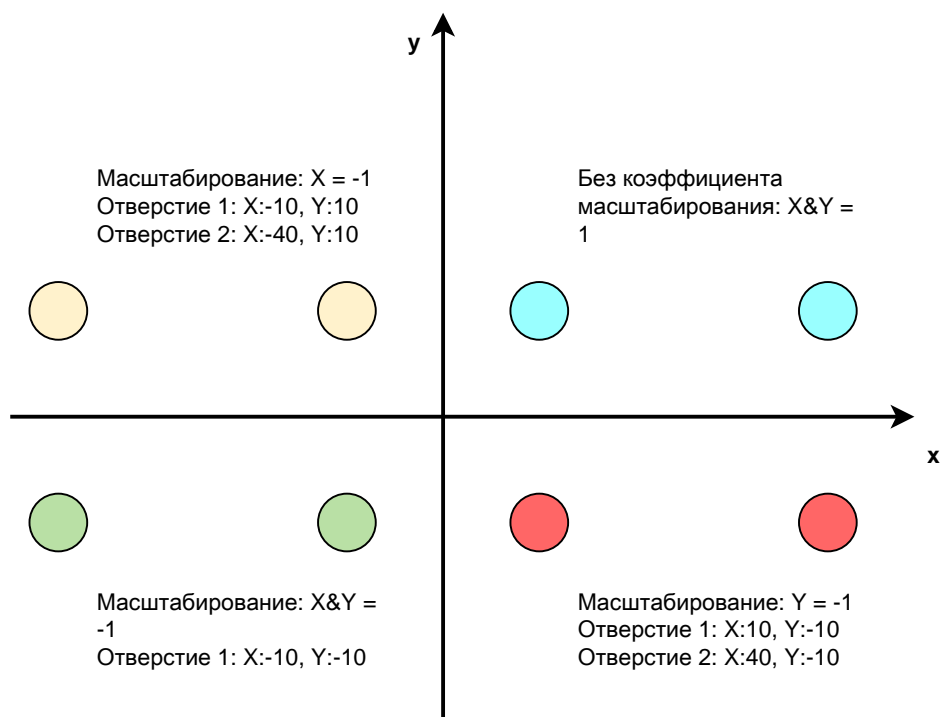 y
Масштабирование: X = -1
Отверстие 1: X:-10, Y:10
Отверстие 2: X:-40, Y:10
Без коэффициента
масштабирования: X&Y =
1
x
Масштабирование: X&Y =
-1
Отверстие 1: X:-10, Y:-10
Масштабирование: Y = -1
Отверстие 1: X:10, Y:-10
Отверстие 2: X:40, Y:-10